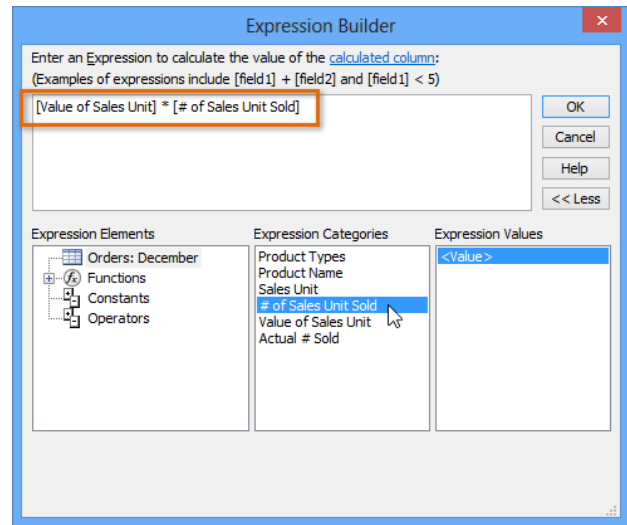 Expression Builder
Enter an Expression to calculate the value of the calculated column:
(Examples of expressions include [field1] + [field2] and [field1] < 5)
[Value of Sales Unit] * [# of Sales Unit Sold]
OK
Cancel
Help
<< Less
Expression Elements
Orders: December
Functions
Constants
Operators
Expression Categories
Product Types
Product Name
Sales Unit
# of Sales Unit Sold
Value of Sales Unit
Actual # Sold
Expression Values
<Value>